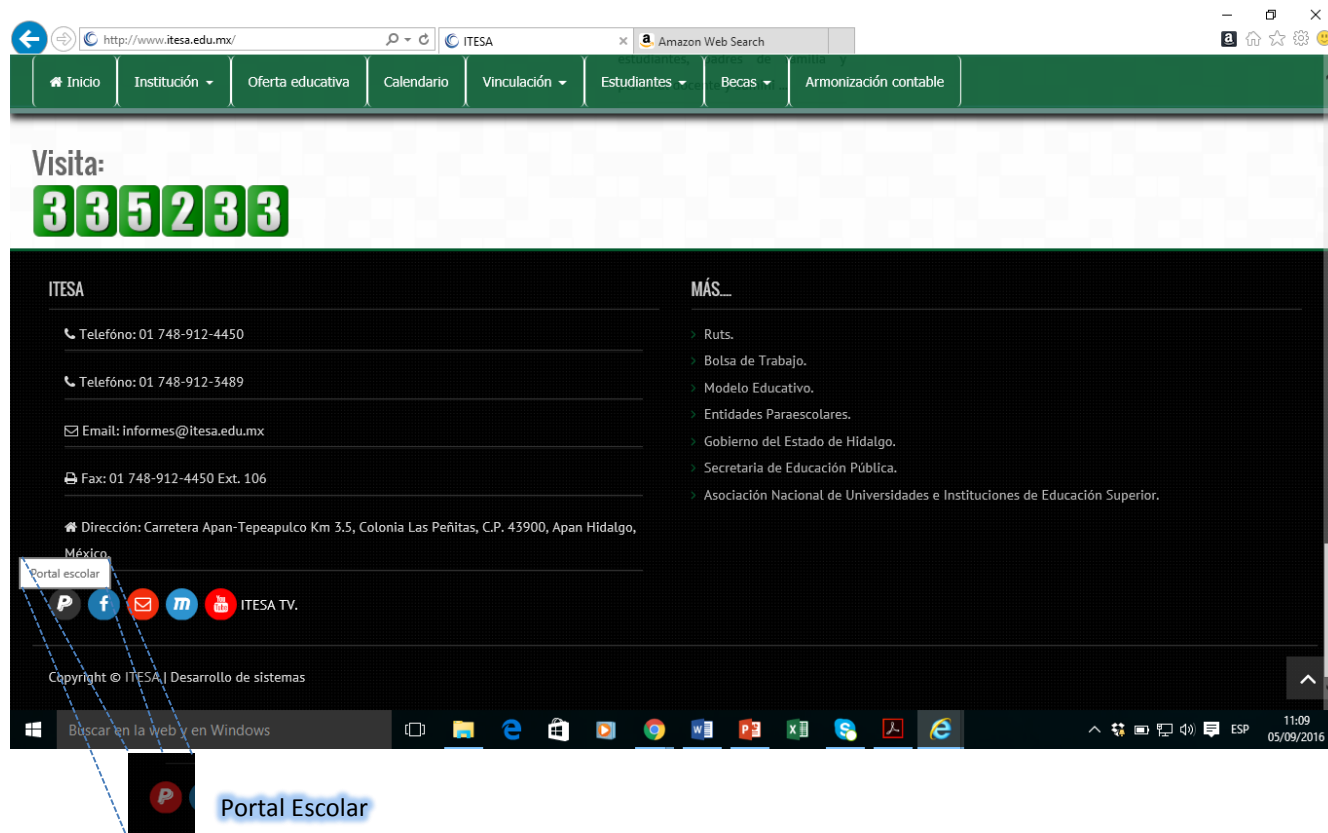 http://www.itesa.edu.mx/
ITESA
Amazon Web Search
estudiantes, padres de familia y
Inicio
Institución
Oferta educativa
Calendario
Vinculación
Estudiantes
Becas
Armonización contable
Visita:
335233
ITESA
Telefóno: 01 748-912-4450
Telefóno: 01 748-912-3489
Email: informes@itesa.edu.mx
Fax: 01 748-912-4450 Ext. 106
Dirección: Carretera Apan-Tepeapulco Km 3.5, Colonia Las Peñitas, C.P. 43900, Apan Hidalgo,
México.
MÁS....
Ruts.
Bolsa de Trabajo.
Modelo Educativo.
Entidades Paraescolares.
Gobierno del Estado de Hidalgo.
Secretaria de Educación Pública.
Asociación Nacional de Universidades e Instituciones de Educación Superior.
Portal escolar
ITESA TV.
Copyright © ITESA | Desarrollo de sistemas
Buscar en la web y en Windows
ESP
11:09
05/09/2016
Portal Escolar